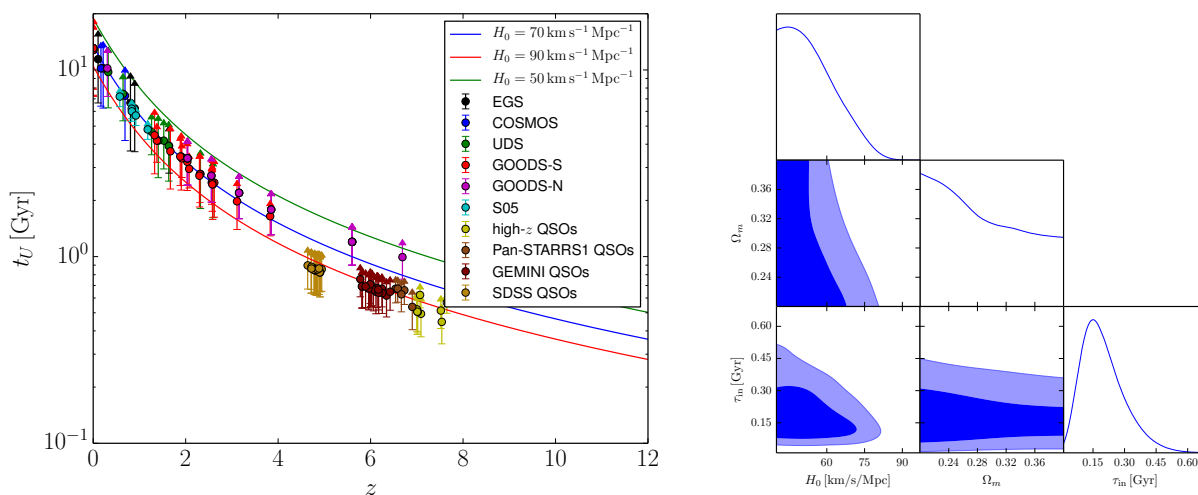 H₀ = 70 km s⁻¹ Mpc⁻¹
H₀ = 90 km s⁻¹ Mpc⁻¹
H₀ = 50 km s⁻¹ Mpc⁻¹
EGS
COSMOS
UDS
GOODS-S
GOODS-N
S05
high-z QSOs
Pan-STARRS1 QSOs
GEMINI QSOs
SDSS QSOs
10¹
10⁰
10⁻¹
t_U [Gyr]
0 2 4 6 8 10 12
z
0.36
0.32
0.28
0.24
Ω_m
0.60
0.45
0.30
0.15
τ_in [Gyr]
60 75 90
H₀ [km/s/Mpc]
0.24 0.28 0.32 0.36
Ω_m
0.15 0.30 0.45 0.60
τ_in [Gyr]